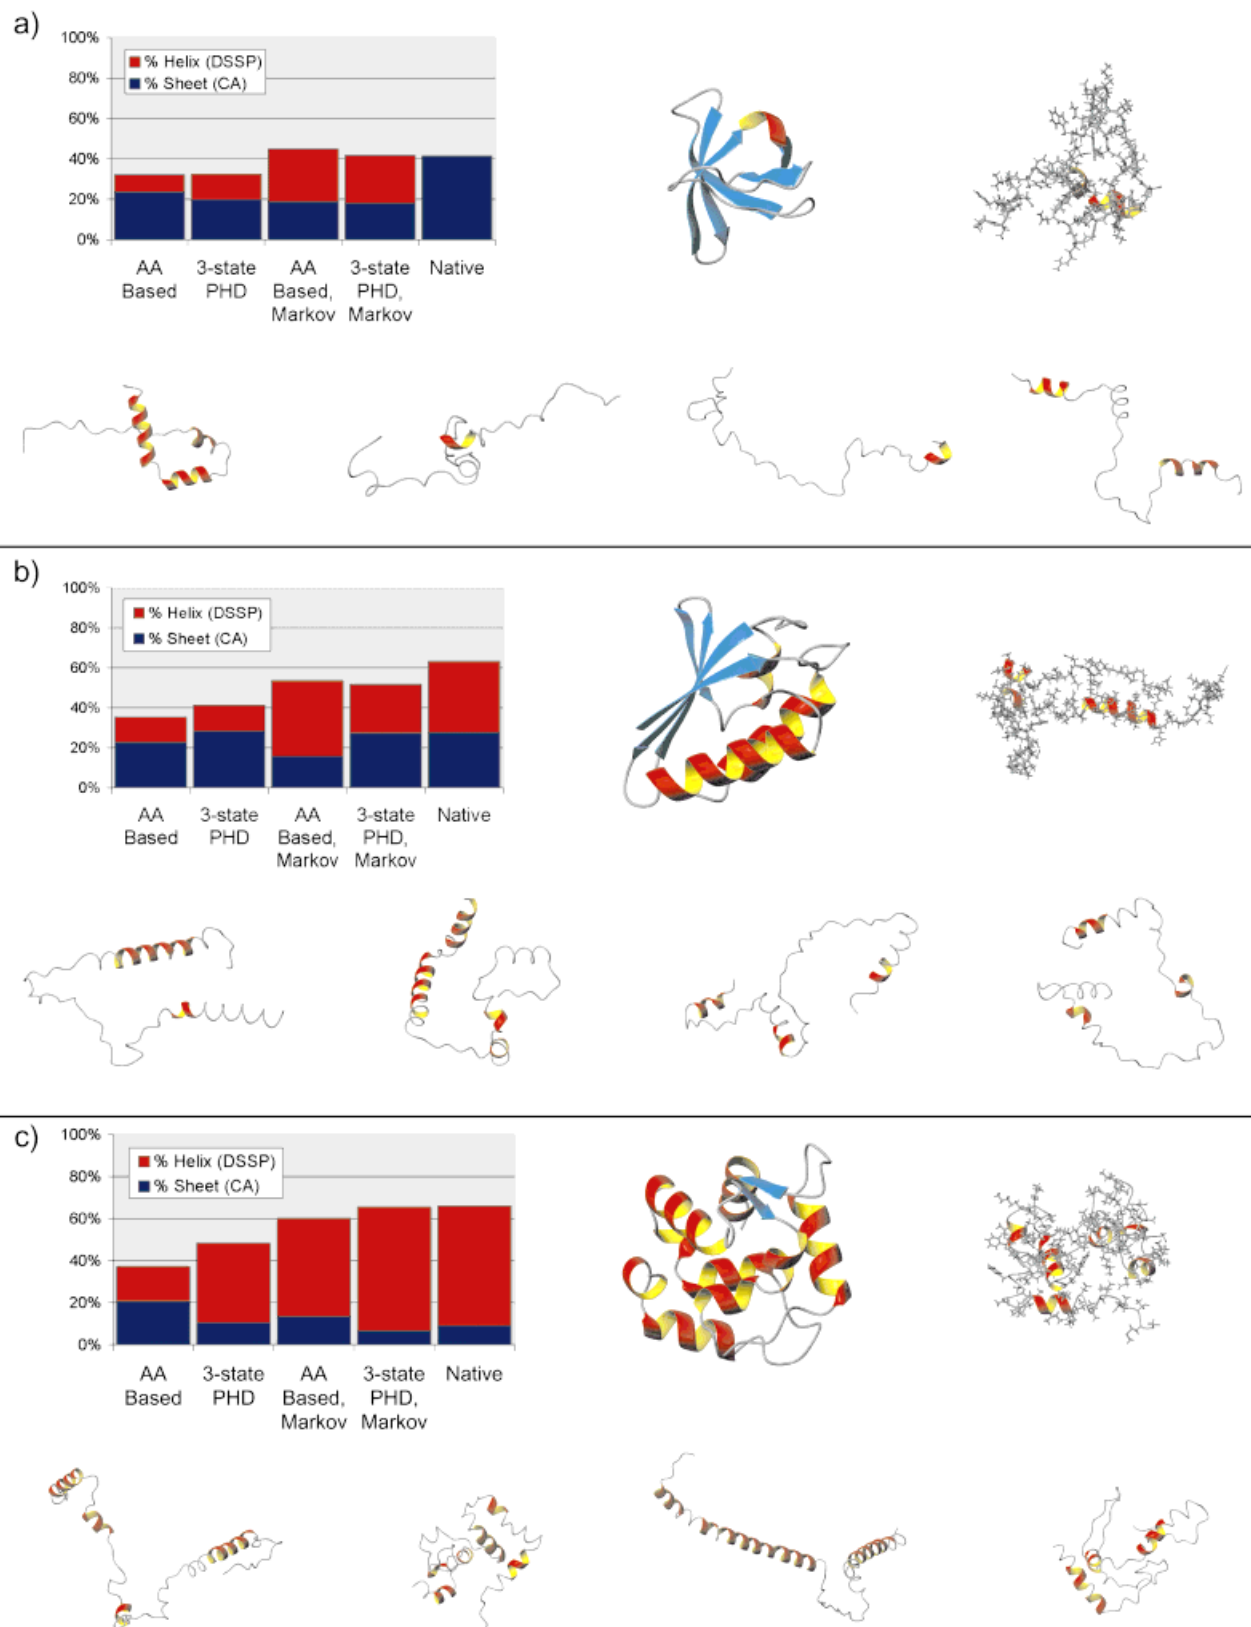 a)
100%
80%
60%
40%
20%
0%
% Helix (DSSP)
% Sheet (CA)
AA
Based
3-state
PHD
AA
Based,
Markov
3-state
PHD,
Markov
Native
b)
100%
80%
60%
40%
20%
0%
% Helix (DSSP)
% Sheet (CA)
AA
Based
3-state
PHD
AA
Based,
Markov
3-state
PHD,
Markov
Native
c)
100%
80%
60%
40%
20%
0%
% Helix (DSSP)
% Sheet (CA)
AA
Based
3-state
PHD
AA
Based,
Markov
3-state
PHD,
Markov
Native